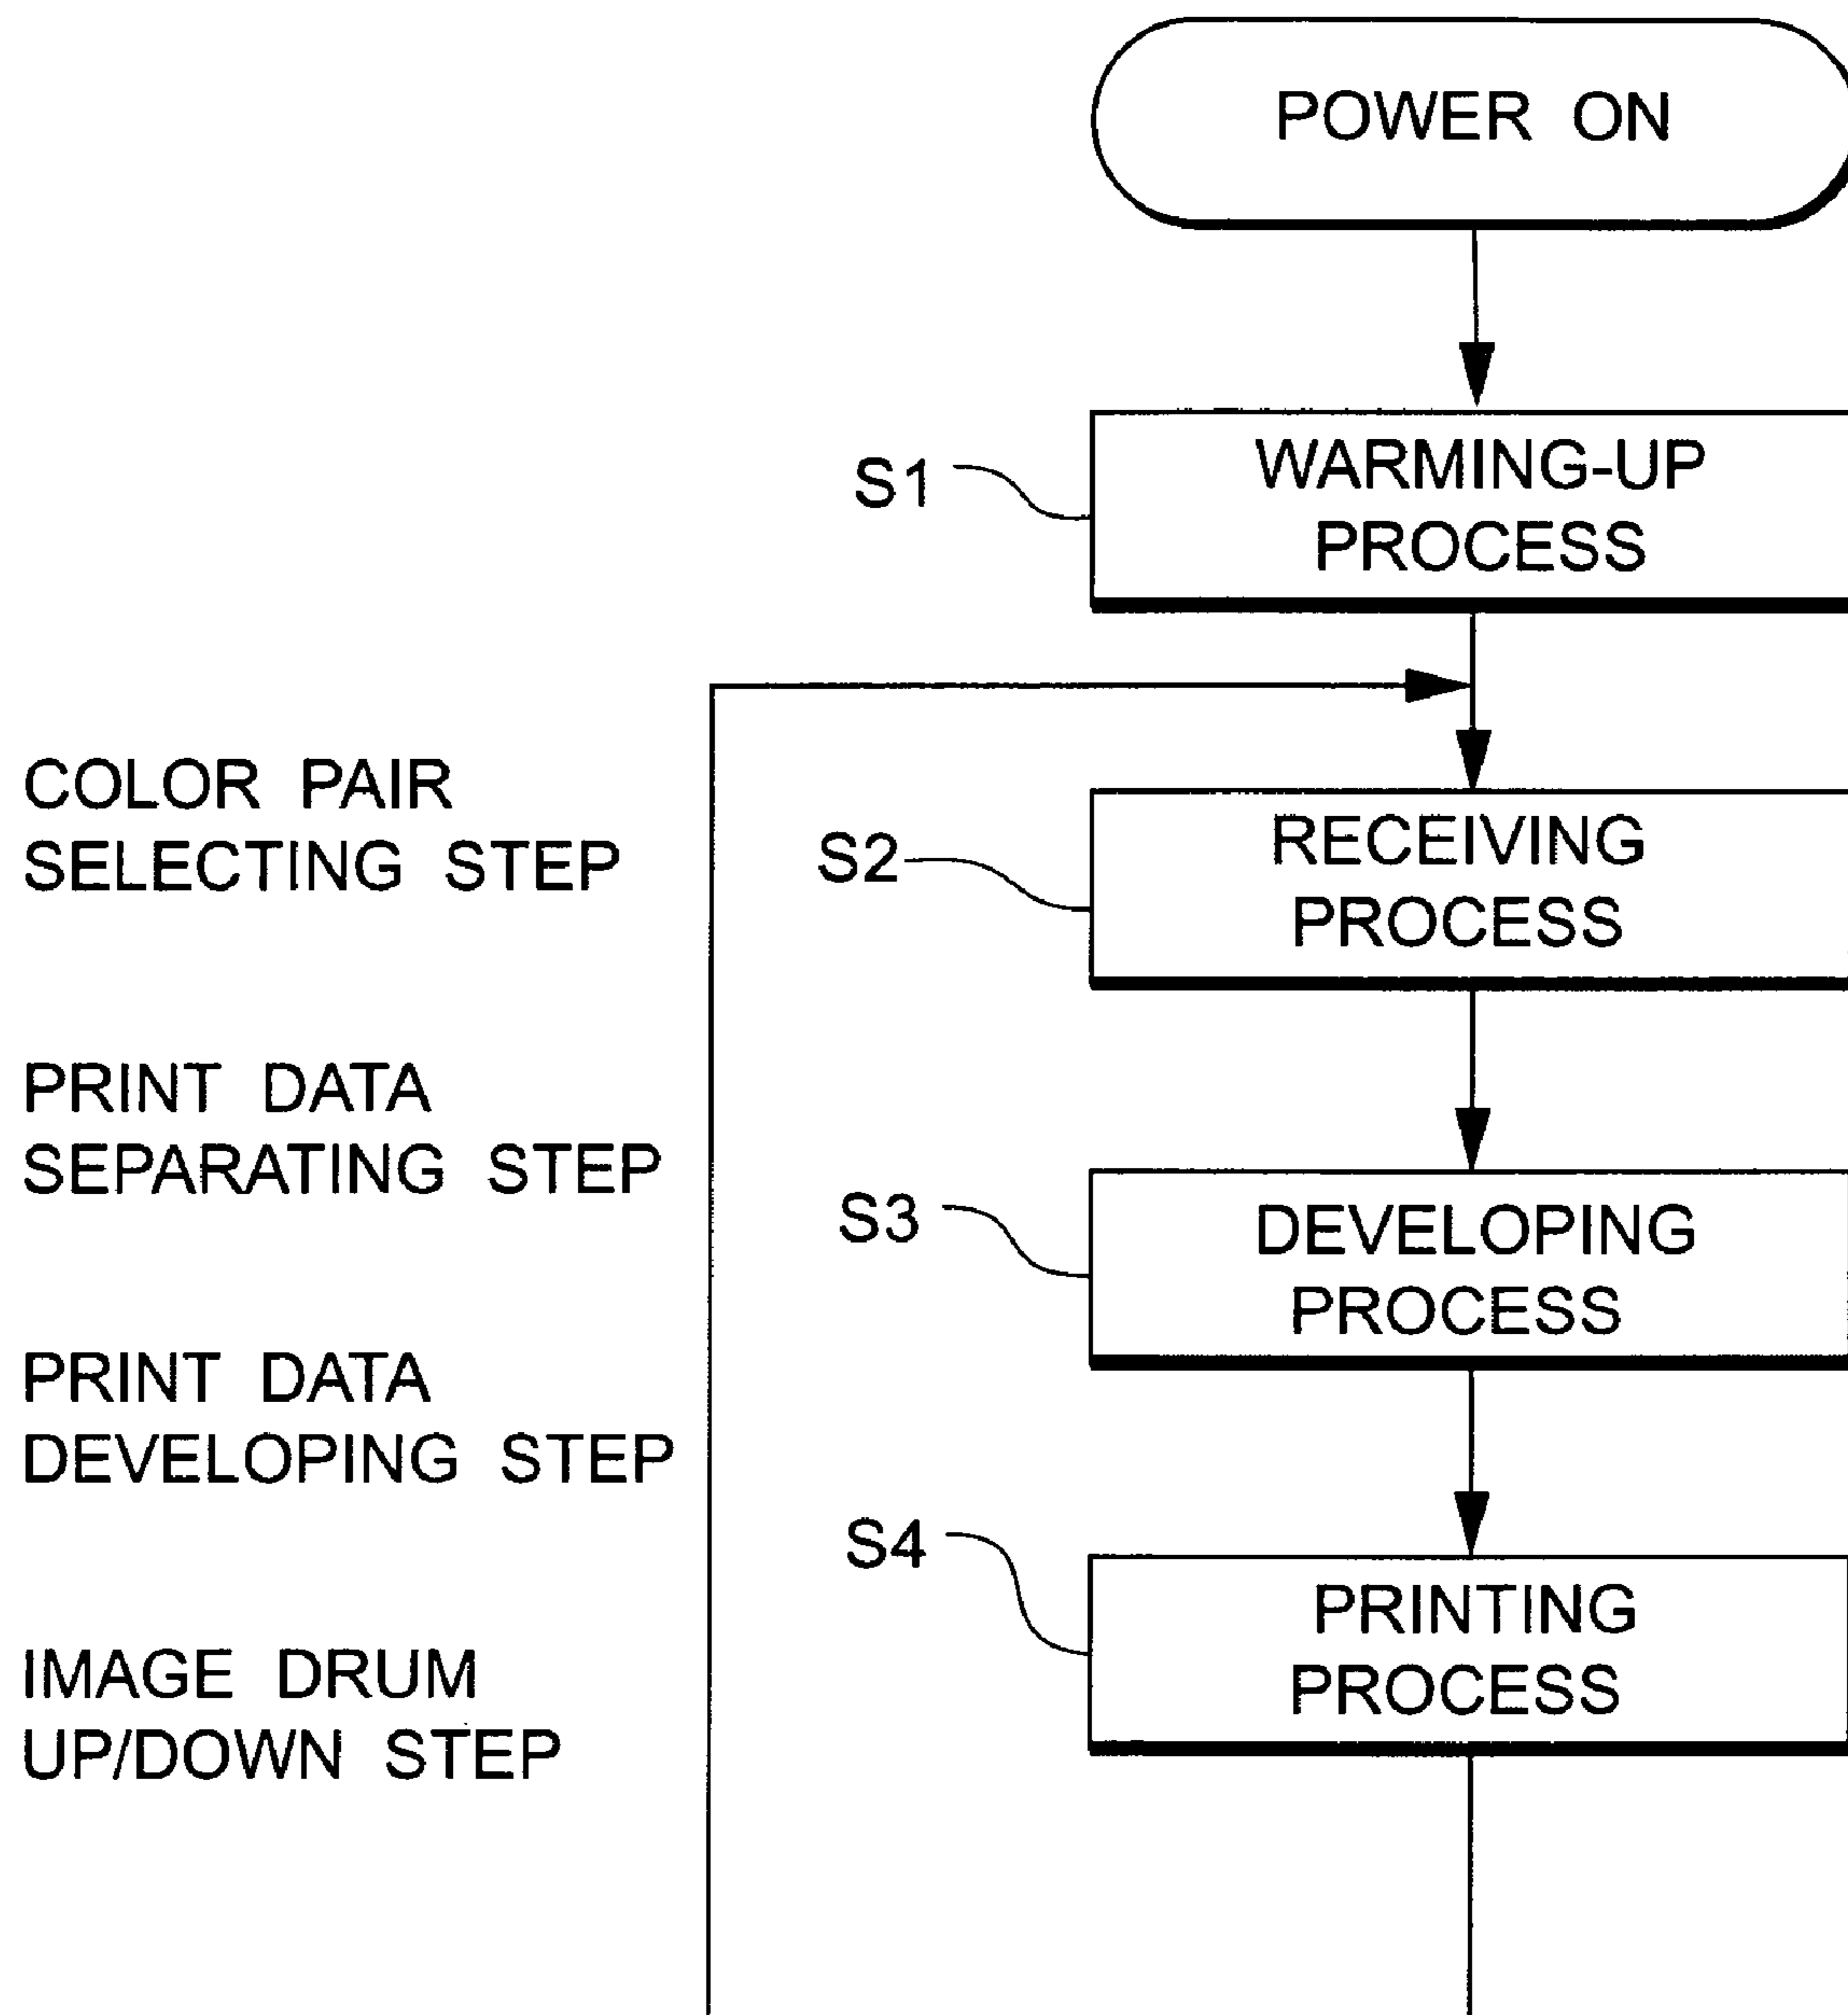 POWER ON
S1
WARMING-UP
PROCESS
COLOR PAIR
SELECTING STEP
S2
RECEIVING
PROCESS
PRINT DATA
SEPARATING STEP
S3
DEVELOPING
PROCESS
PRINT DATA
DEVELOPING STEP
S4
PRINTING
PROCESS
IMAGE DRUM
UP/DOWN STEP